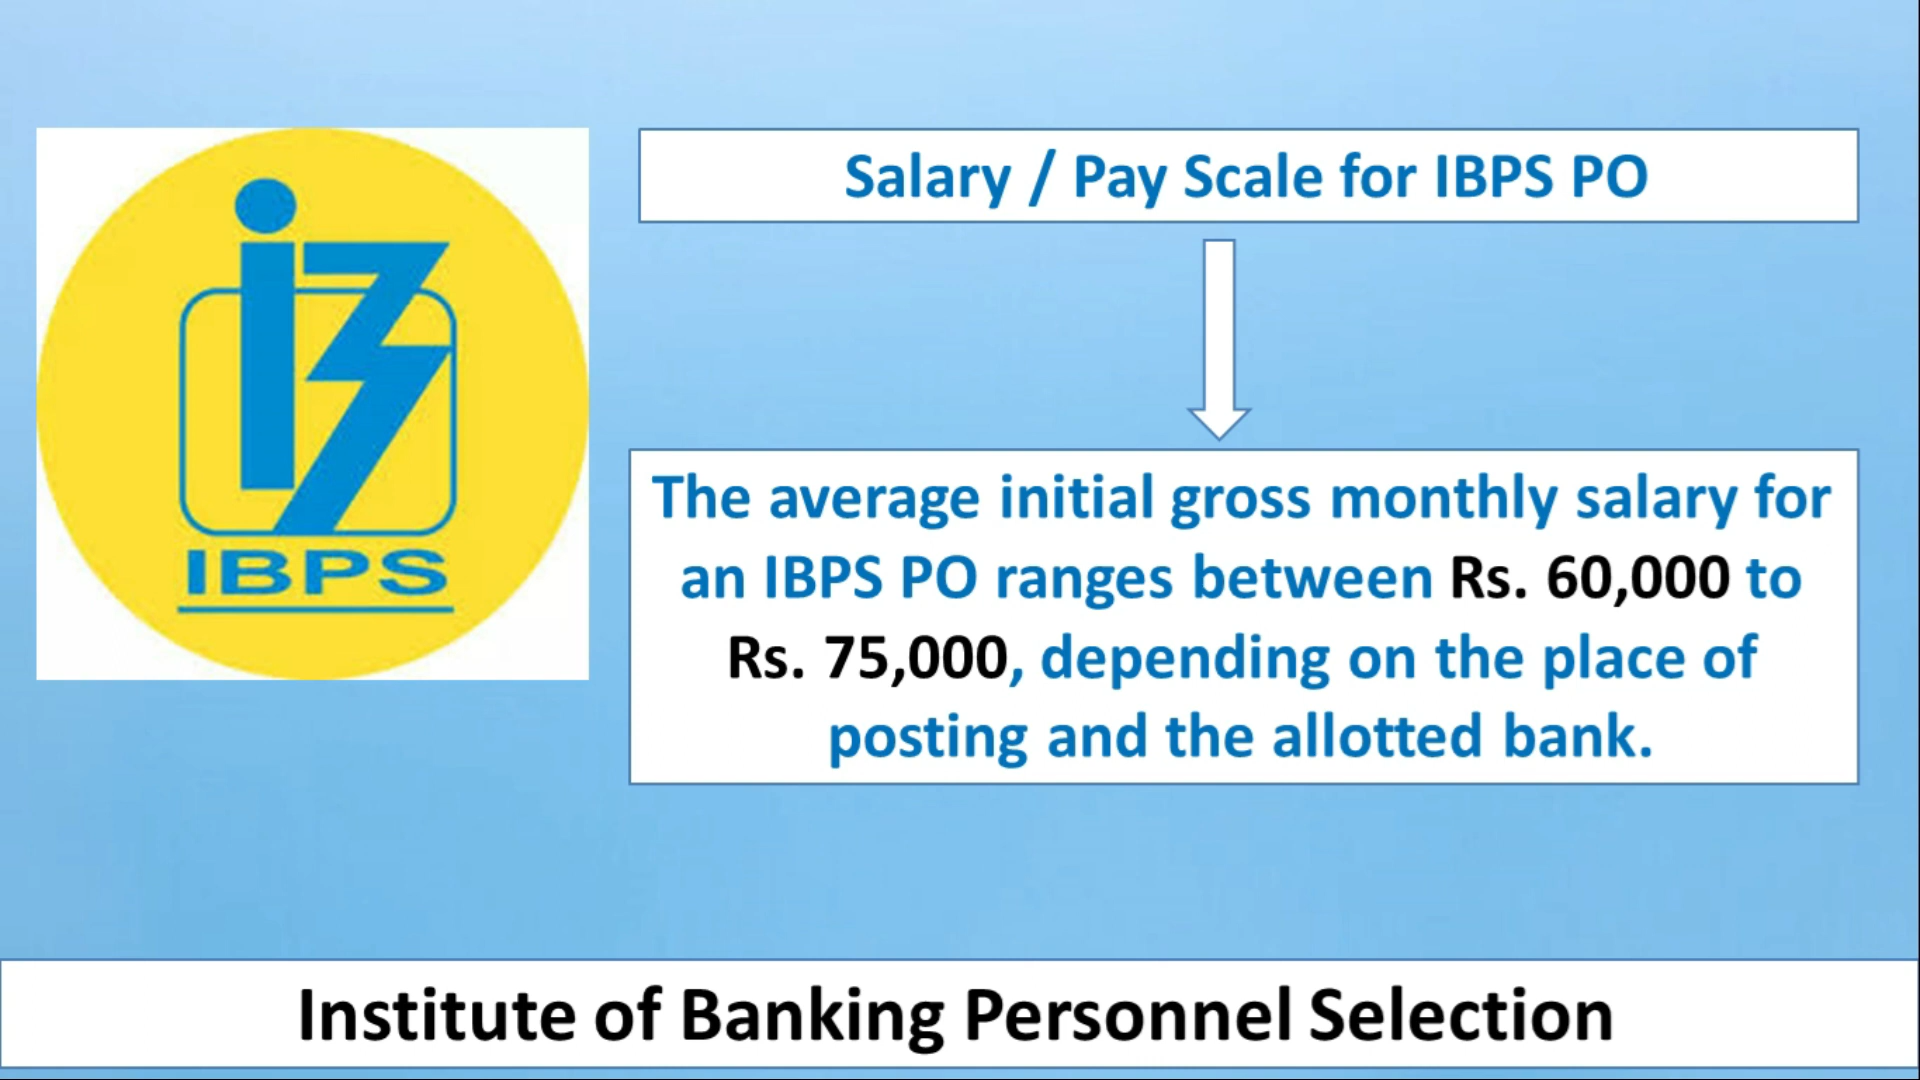 IBPS
Salary / Pay Scale for IBPS PO
The average initial gross monthly salary for
an IBPS PO ranges between Rs. 60,000 to
Rs. 75,000, depending on the place of
posting and the allotted bank.
Institute of Banking Personnel Selection